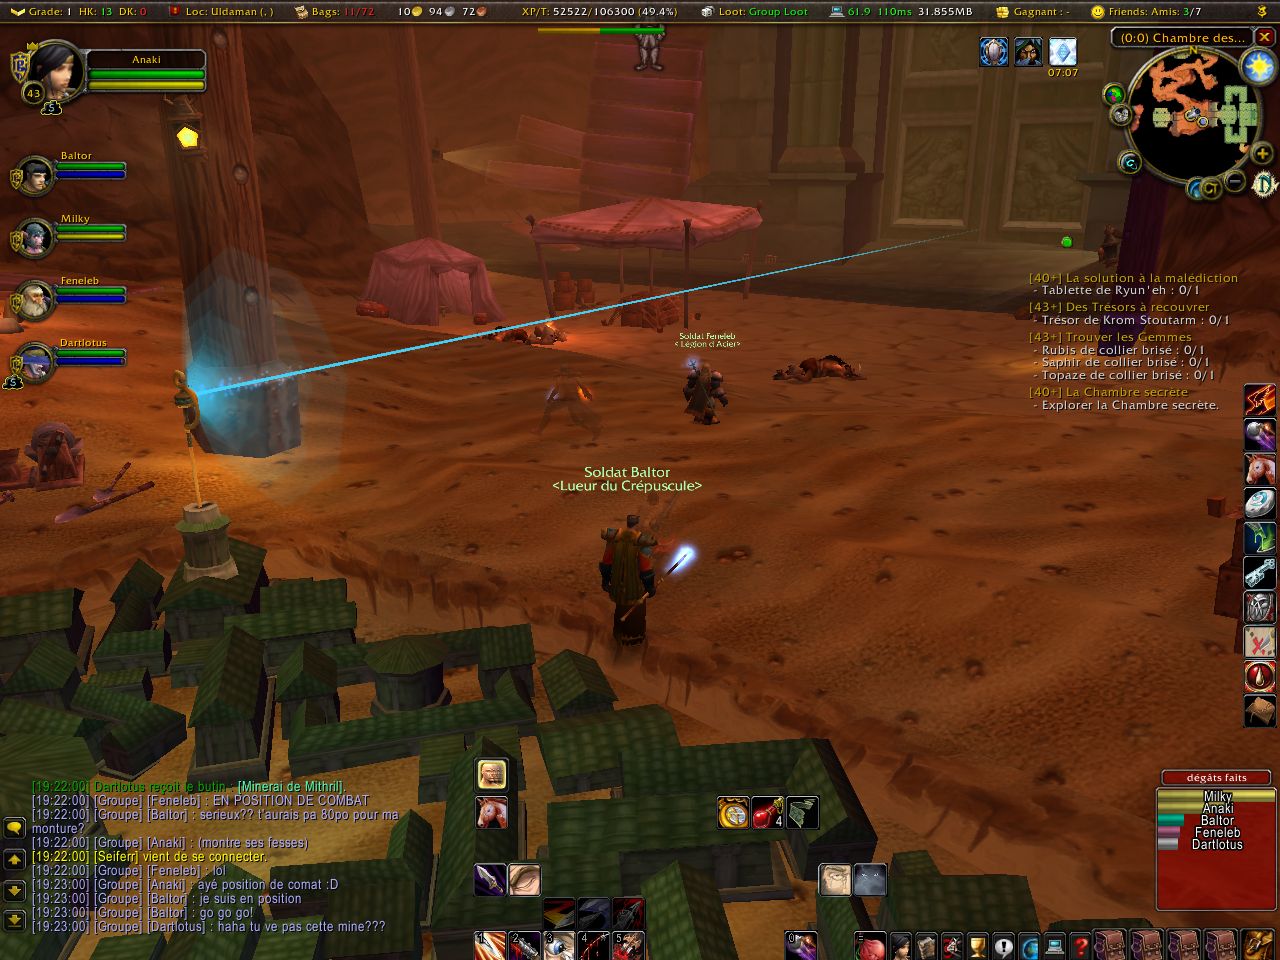 Grade: 1 HK: 13 DK: 0 Loc: Uldaman (, ) Bags: 11/72 10 94 72 XP/T: 52522/106300 (49.4%) Loot: Group Loot 61.9 110ms 31.855MB Gagnant : - Friends: Amis: 3/7
(0:0) Chambre des...
Anaki
43
5
07:07
Baltor
Milky
Feneleb
Dartlotus
5
[40+] La solution à la malédiction
- Tablette de Ryun'eh : 0/1
[43+] Des Trésors à recouvrer
- Trésor de Krom Stoutarm : 0/1
[43+] Trouver les Gemmes
- Rubis de collier brisé : 0/1
- Saphir de collier brisé : 0/1
- Topaze de collier brisé : 0/1
[40+] La Chambre secrète
- Explorer la Chambre secrète.
Soldat Feneleb
<Légion d'Acier>
Soldat Baltor
<Lueur du Crépuscule>
[19:22:00] Dartlotus reçoit le butin : [Minerai de Mithril].
[19:22:00] [Groupe] [Feneleb] : EN POSITION DE COMBAT
[19:22:00] [Groupe] [Baltor] : serieux?? t'aurais pa 80po pour ma
monture?
[19:22:00] [Groupe] [Anaki] : (montre ses fesses)
[19:22:00] [Seiferr] vient de se connecter.
[19:22:00] [Groupe] [Feneleb] : lol
[19:23:00] [Groupe] [Anaki] : ayé position de comat :D
[19:23:00] [Groupe] [Baltor] : je suis en position
[19:23:00] [Groupe] [Baltor] : go go go!
[19:23:00] [Groupe] [Dartlotus] : haha tu ve pas cette mine???
dégâts faits
Milky
Anaki
Baltor
Feneleb
Dartlotus
4
1 2 3 4 5 0 =